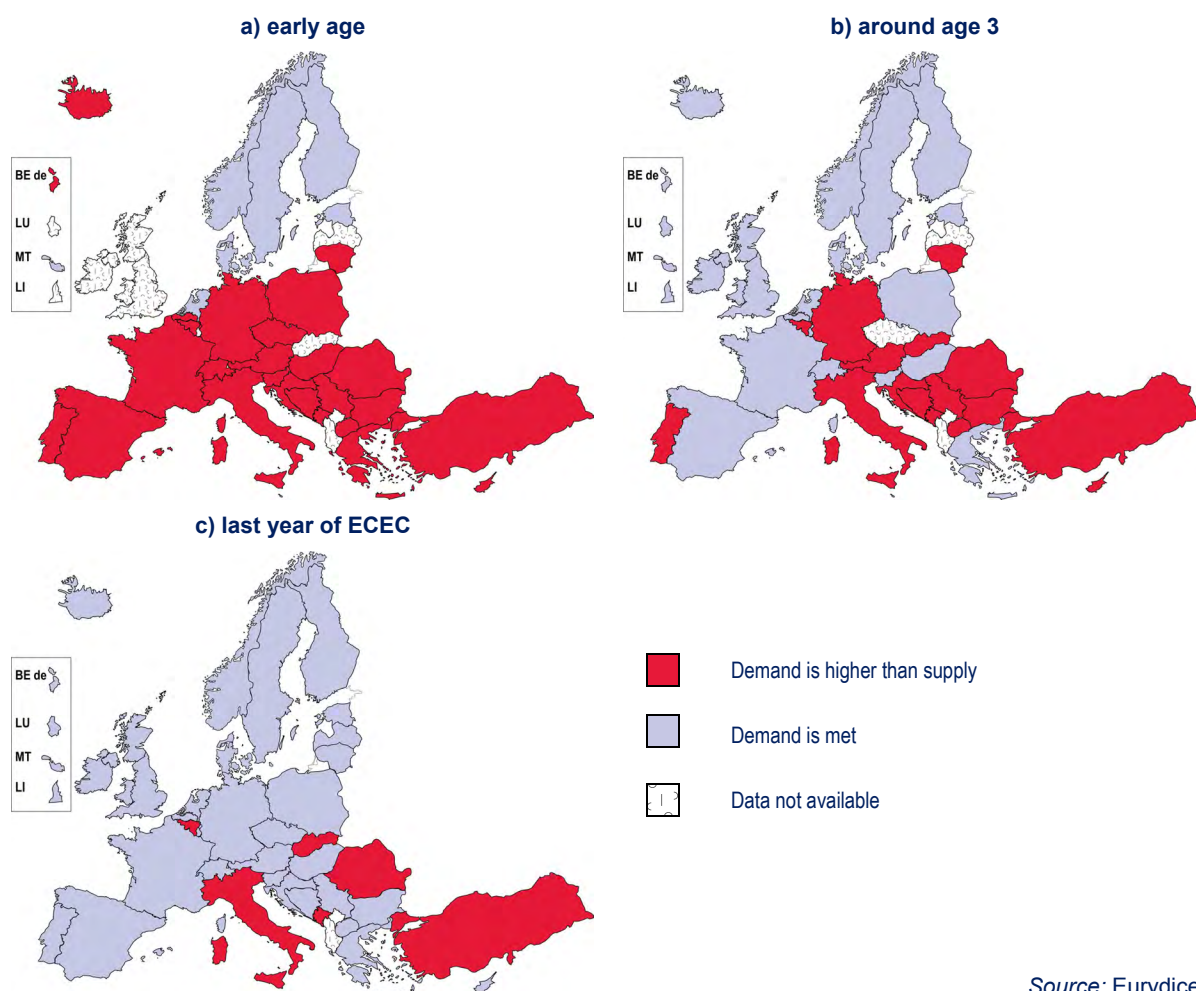 a) early age
b) around age 3
BE de
LU
MT
LI
BE de
LU
MT
LI
c) last year of ECEC
BE de
LU
MT
LI
Demand is higher than supply
Demand is met
Data not available
Source: Eurydice